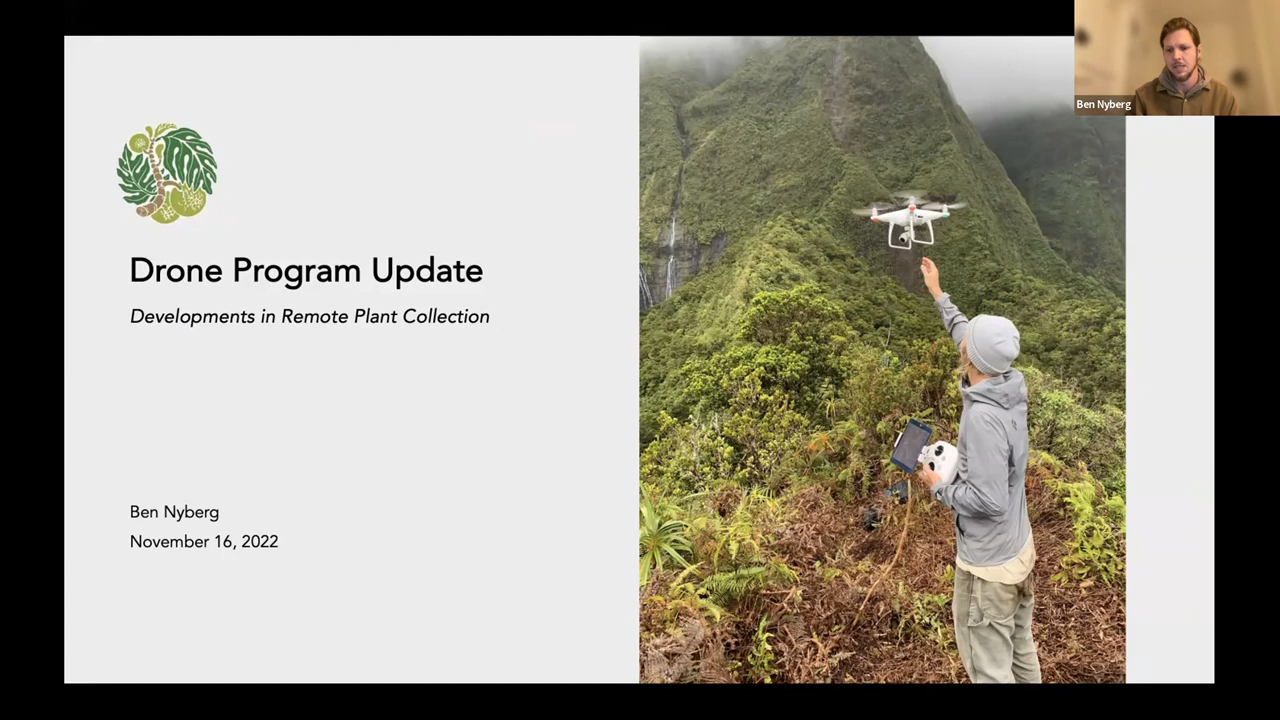 Ben Nyberg
Drone Program Update
Developments in Remote Plant Collection
Ben Nyberg
November 16, 2022